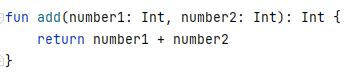 fun add(number1: Int, number2: Int): Int {
    return number1 + number2
}